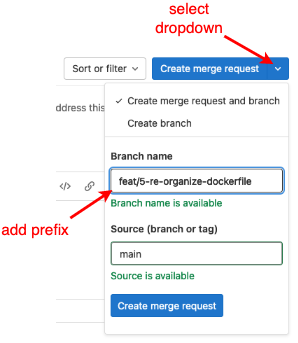 select
dropdown
Sort or filter
Create merge request
ddress this
Create merge request and branch
Create branch
Branch name
feat/5-re-organize-dockerfile
Branch name is available
add prefix
Source (branch or tag)
main
Source is available
Create merge request